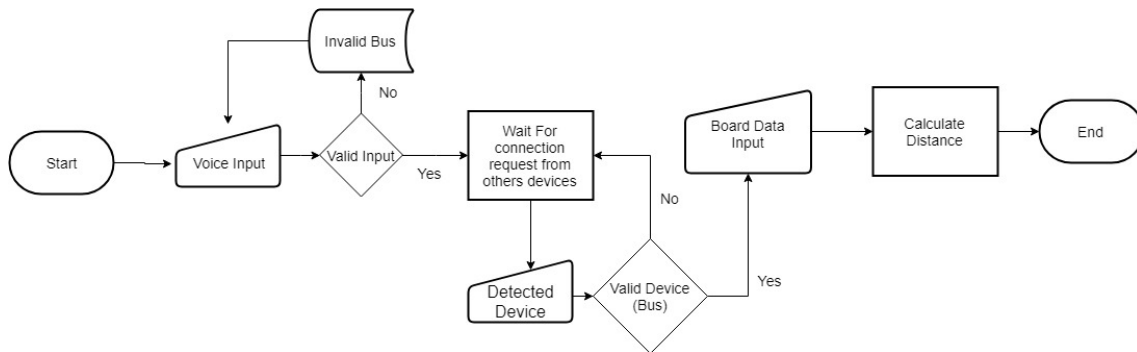 Start
Voice Input
Invalid Bus
No
Valid Input
Yes
Wait For
connection
request from
others devices
Detected
Device
Valid Device
(Bus)
No
Yes
Board Data
Input
Calculate
Distance
End